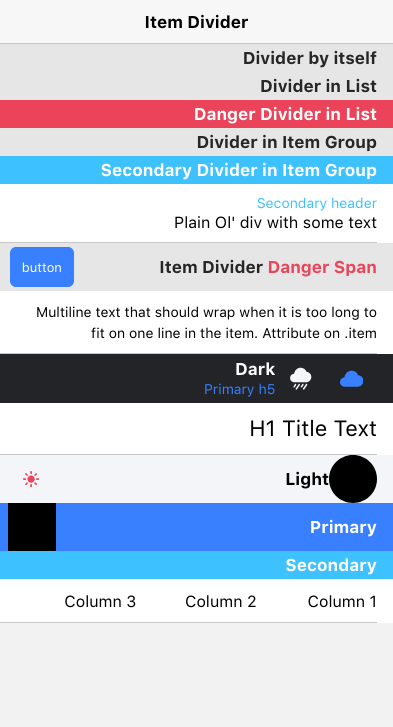 Item Divider
Divider by itself
Divider in List
Danger Divider in List
Divider in Item Group
Secondary Divider in Item Group
Secondary header
Plain Ol' div with some text
button
Item Divider Danger Span
Multiline text that should wrap when it is too long to
fit on one line in the item. Attribute on .item
Dark
Primary h5
H1 Title Text
Light
Primary
Secondary
Column 3 Column 2 Column 1